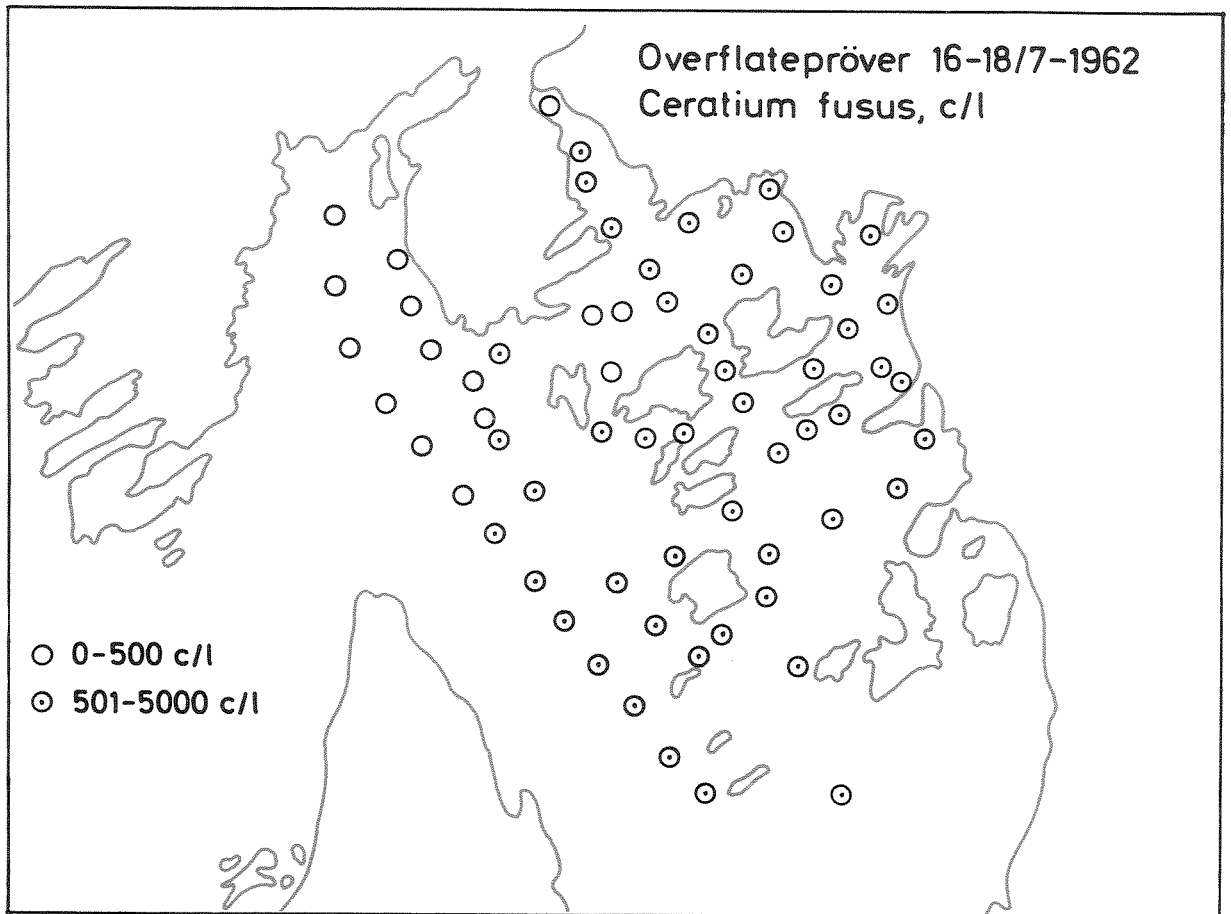 Overflatepröver 16-18/7-1962
Ceratium fusus, c/l
0-500 c/l
501-5000 c/l